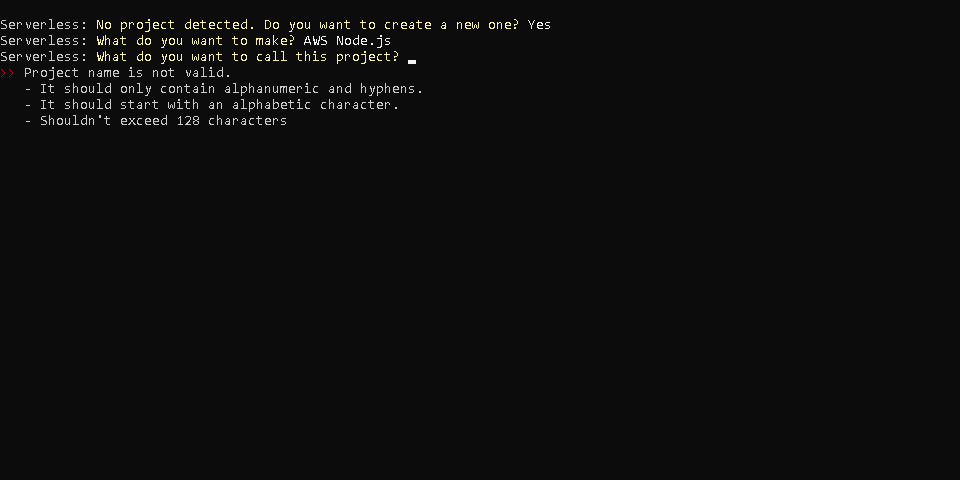 Serverless: No project detected. Do you want to create a new one? Yes
Serverless: What do you want to make? AWS Node.js
Serverless: What do you want to call this project?
>> Project name is not valid.
- It should only contain alphanumeric and hyphens.
- It should start with an alphabetic character.
- Shouldn't exceed 128 characters